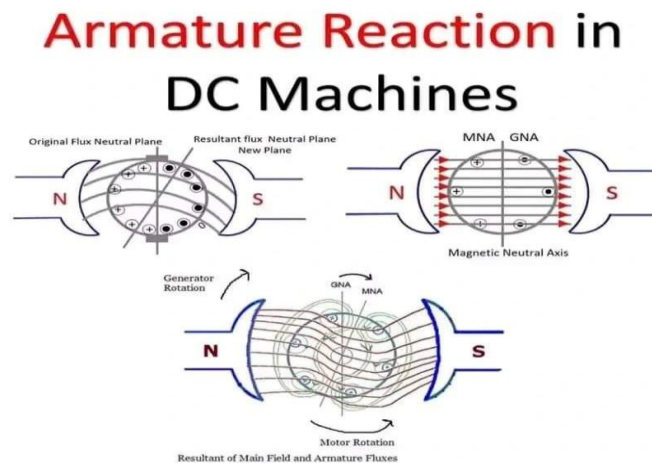 Armature Reaction in
DC Machines
Original Flux Neutral Plane
Resultant flux Neutral Plane
New Plane
N
S
MNA GNA
N
S
Magnetic Neutral Axis
Generator
Rotation
GNA
MNA
N
S
Motor Rotation
Resultant of Main Field and Armature Fluxes